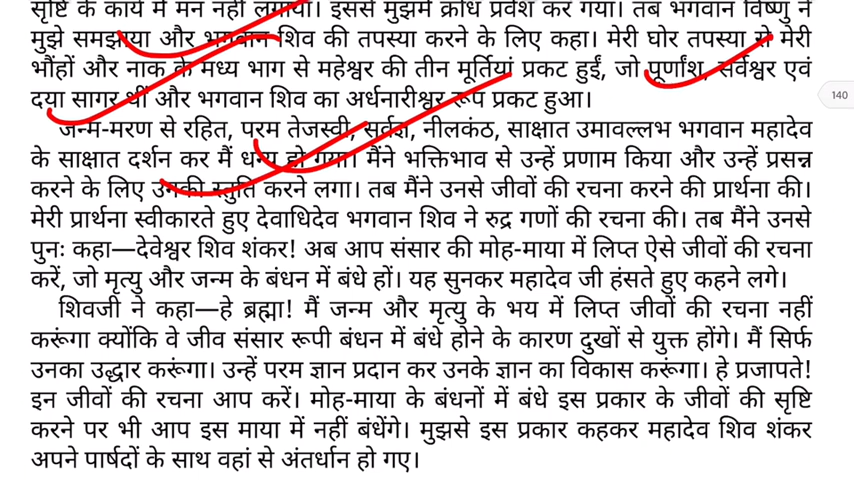 सृष्टि के कार्य में मन नहीं लगाया। इससे मुझमें क्रोध प्रवेश कर गया। तब भगवान विष्णु ने
मुझे समझाया और भगवान शिव की तपस्या करने के लिए कहा। मेरी घोर तपस्या से मेरी
भौंहों और नाक के मध्य भाग से महेश्वर की तीन मूर्तियां प्रकट हुईं, जो पूर्णांश, सर्वेश्वर एवं
दया सागर थीं और भगवान शिव का अर्धनारीश्वर रूप प्रकट हुआ।
जन्म-मरण से रहित, परम तेजस्वी, सर्वज्ञ, नीलकंठ, साक्षात उमावल्लभ भगवान महादेव
के साक्षात दर्शन कर मैं धन्य हो गया। मैंने भक्तिभाव से उन्हें प्रणाम किया और उन्हें प्रसन्न
करने के लिए उनकी स्तुति करने लगा। तब मैंने उनसे जीवों की रचना करने की प्रार्थना की।
मेरी प्रार्थना स्वीकारते हुए देवाधिदेव भगवान शिव ने रुद्र गणों की रचना की। तब मैंने उनसे
पुनः कहा—देवेश्वर शिव शंकर! अब आप संसार की मोह-माया में लिप्त ऐसे जीवों की रचना
करें, जो मृत्यु और जन्म के बंधन में बंधे हों। यह सुनकर महादेव जी हंसते हुए कहने लगे।
शिवजी ने कहा—हे ब्रह्मा! मैं जन्म और मृत्यु के भय में लिप्त जीवों की रचना नहीं
करूंगा क्योंकि वे जीव संसार रूपी बंधन में बंधे होने के कारण दुखों से युक्त होंगे। मैं सिर्फ
उनका उद्धार करूंगा। उन्हें परम ज्ञान प्रदान कर उनके ज्ञान का विकास करूंगा। हे प्रजापते!
इन जीवों की रचना आप करें। मोह-माया के बंधनों में बंधे इस प्रकार के जीवों की सृष्टि
करने पर भी आप इस माया में नहीं बंधेंगे। मुझसे इस प्रकार कहकर महादेव शिव शंकर
अपने पार्षदों के साथ वहां से अंतर्धान हो गए।
140